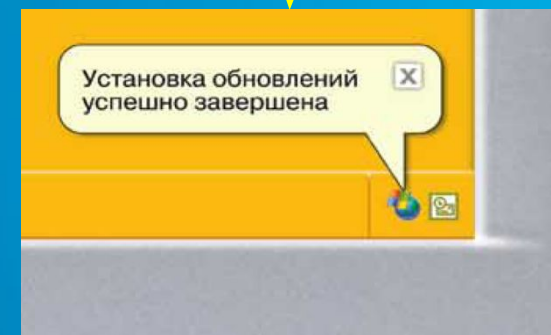 Установка обновлений
успешно завершена